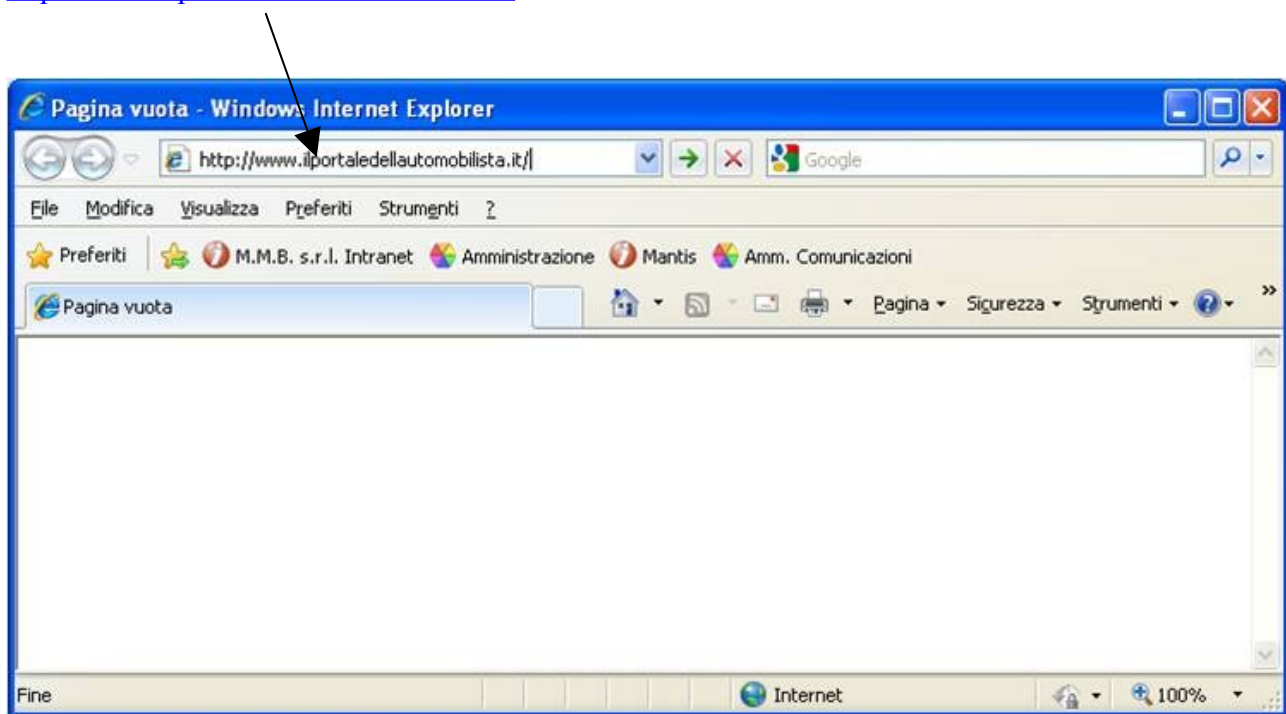 Pagina vuota - Windows Internet Explorer
http://www.ilportaledellautomobilista.it/ Google
File Modifica Visualizza Preferiti Strumenti ?
Preferiti M.M.B. s.r.l. Intranet Amministrazione Mantis Amm. Comunicazioni
Pagina vuota Pagina Sicurezza Strumenti »
Fine Internet 100%